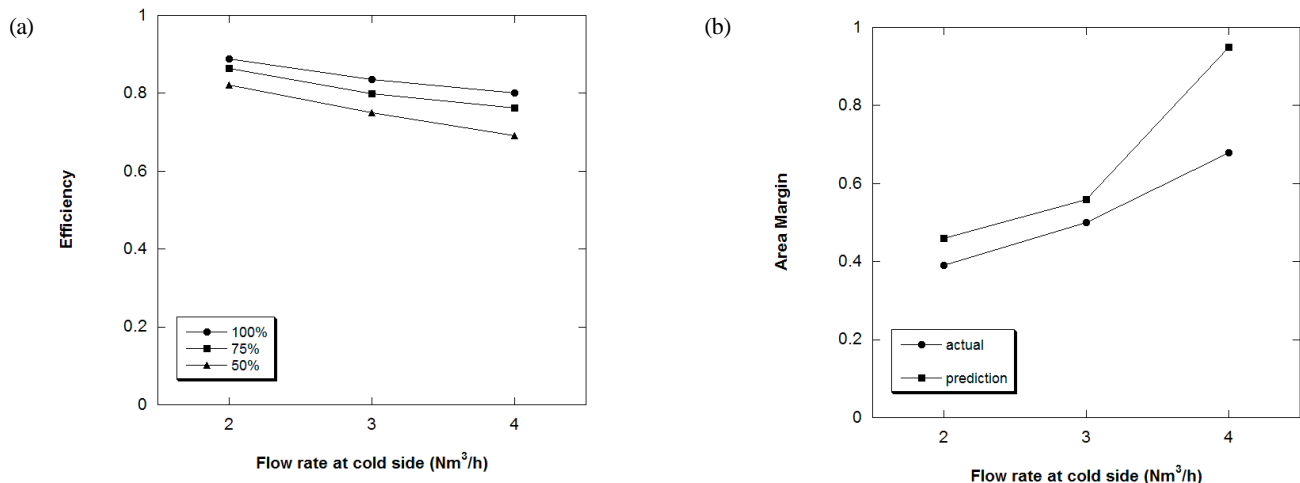 (a)
1
0.8
0.6
0.4
0.2
0
Efficiency
100%
75%
50%
2 3 4
Flow rate at cold side (Nm³/h)
(b)
1
0.8
0.6
0.4
0.2
0
Area Margin
actual
prediction
2 3 4
Flow rate at cold side (Nm³/h)